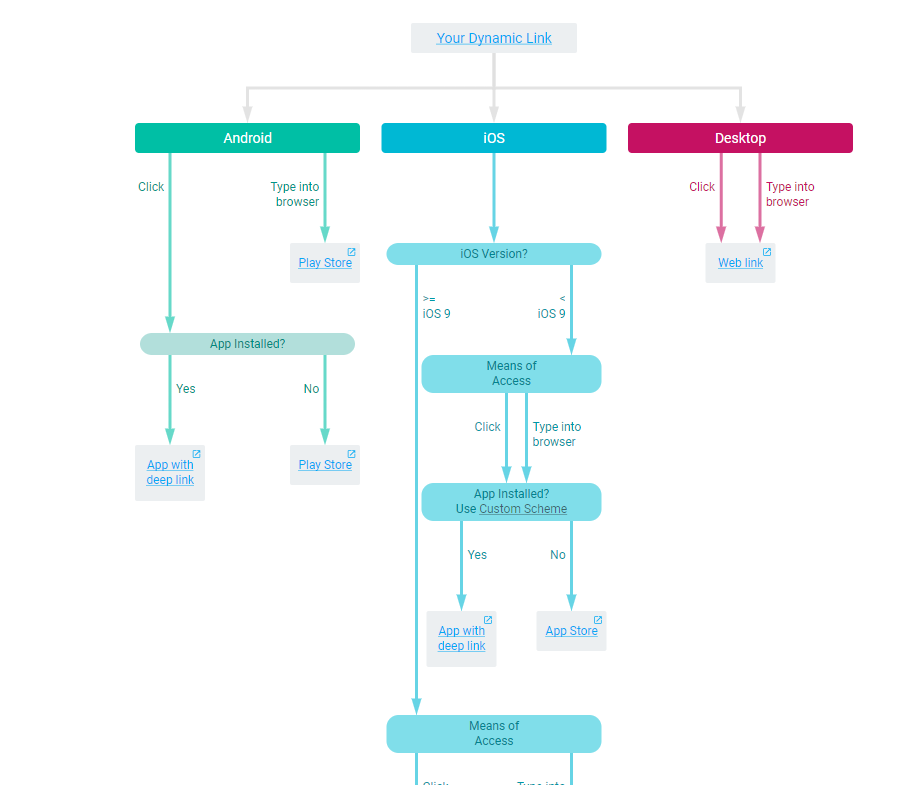 Your Dynamic Link
Android
iOS
Desktop
Click
Type into
browser
Click
Type into
browser
Play Store
iOS Version?
Web link
>=
iOS 9
<
iOS 9
App Installed?
Means of
Access
Yes
No
Click
Type into
browser
App with
deep link
Play Store
App Installed?
Use Custom Scheme
Yes
No
App with
deep link
App Store
Means of
Access
Click
Type into